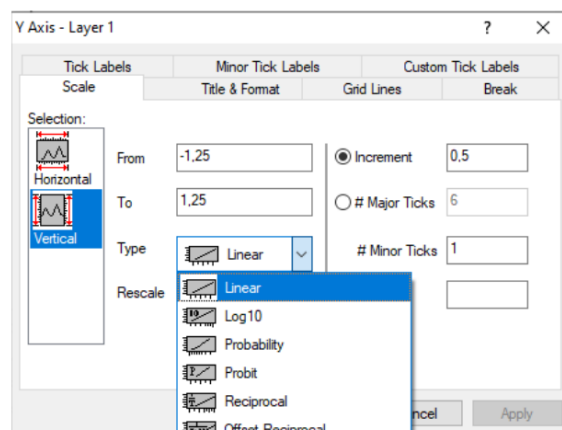 Y Axis - Layer 1
?
Tick Labels Minor Tick Labels Custom Tick Labels
Scale Title & Format Grid Lines Break
Selection:
Horizontal
Vertical
From -1,25
Increment 0,5
To 1,25
# Major Ticks 6
Type Linear
# Minor Ticks 1
Rescale
Linear
Log10
Probability
Probit
Reciprocal
Offset Reciprocal
ncel Apply